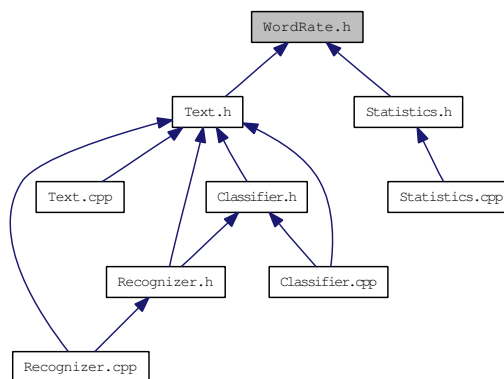 WordRate.h
Text.h
Statistics.h
Text.cpp
Classifier.h
Statistics.cpp
Recognizer.h
Classifier.cpp
Recognizer.cpp